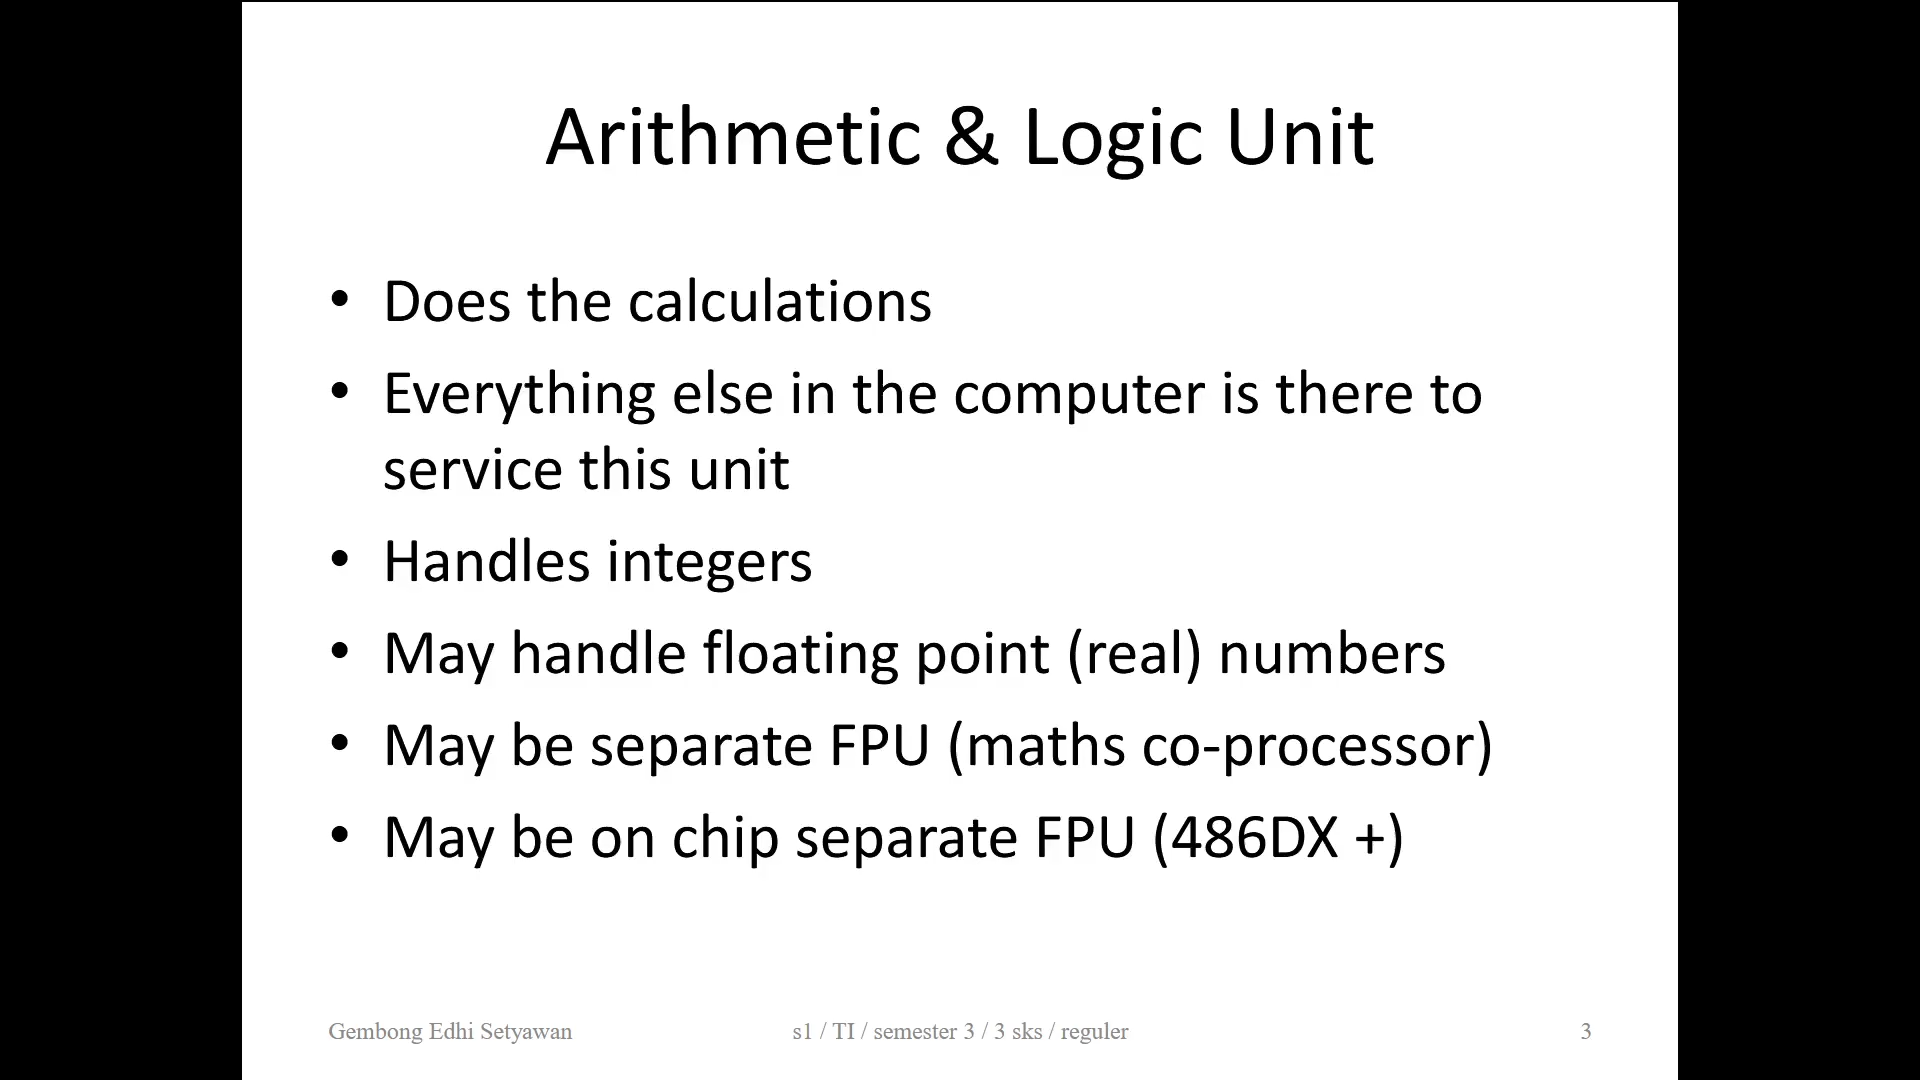 Arithmetic & Logic Unit
• Does the calculations
• Everything else in the computer is there to
service this unit
• Handles integers
• May handle floating point (real) numbers
• May be separate FPU (maths co-processor)
• May be on chip separate FPU (486DX +)
Gembong Edhi Setyawan s1 / TI / semester 3 / 3 sks / reguler 3